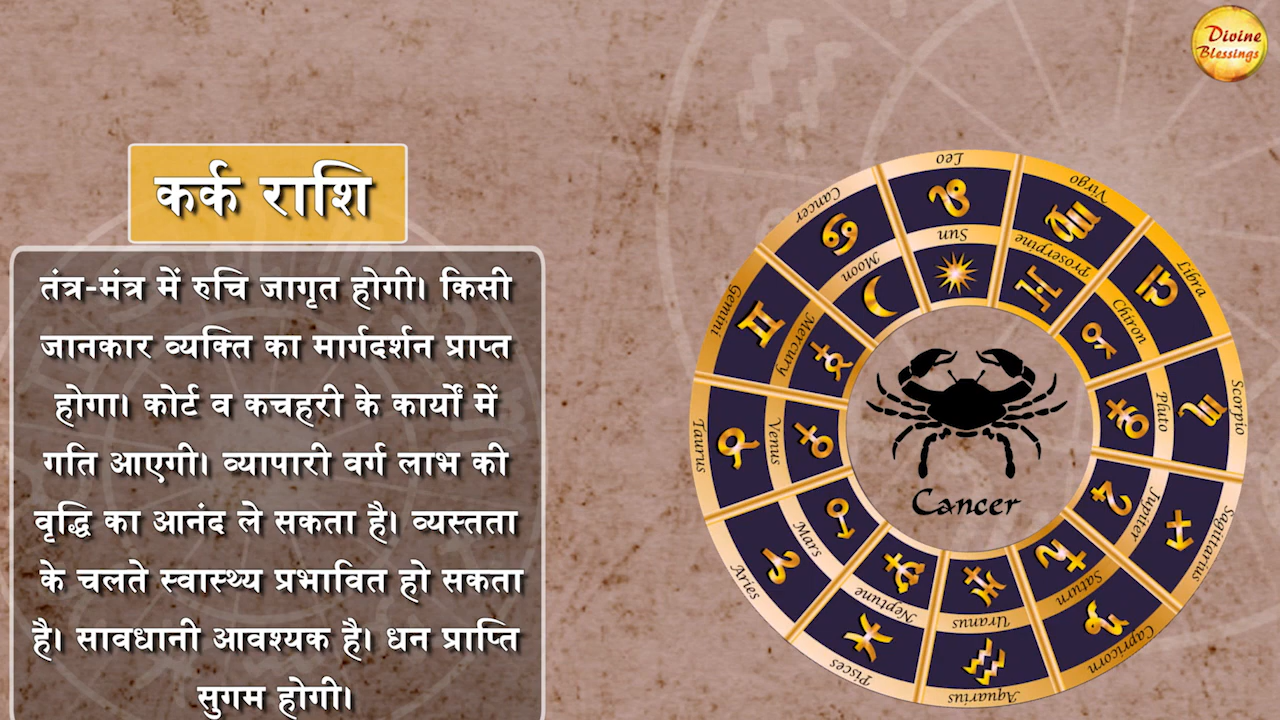 Divine
Blessings
कर्क राशि
तंत्र-मंत्र में रुचि जागृत होगी। किसी
जानकार व्यक्ति का मार्गदर्शन प्राप्त
होगा। कोर्ट व कचहरी के कार्यों में
गति आएगी। व्यापारी वर्ग लाभ की
वृद्धि का आनंद ले सकता है। व्यस्तता
के चलते स्वास्थ्य प्रभावित हो सकता
है। सावधानी आवश्यक है। धन प्राप्ति
सुगम होगी।
Leo
Virgo
Libra
Scorpio
Sagittarius
Capricorn
Aquarius
Pisces
Aries
Taurus
Gemini
Cancer
Sun
Proserpine
Chiron
Pluto
Jupiter
Saturn
Uranus
Neptune
Mars
Venus
Mercury
Moon
Cancer